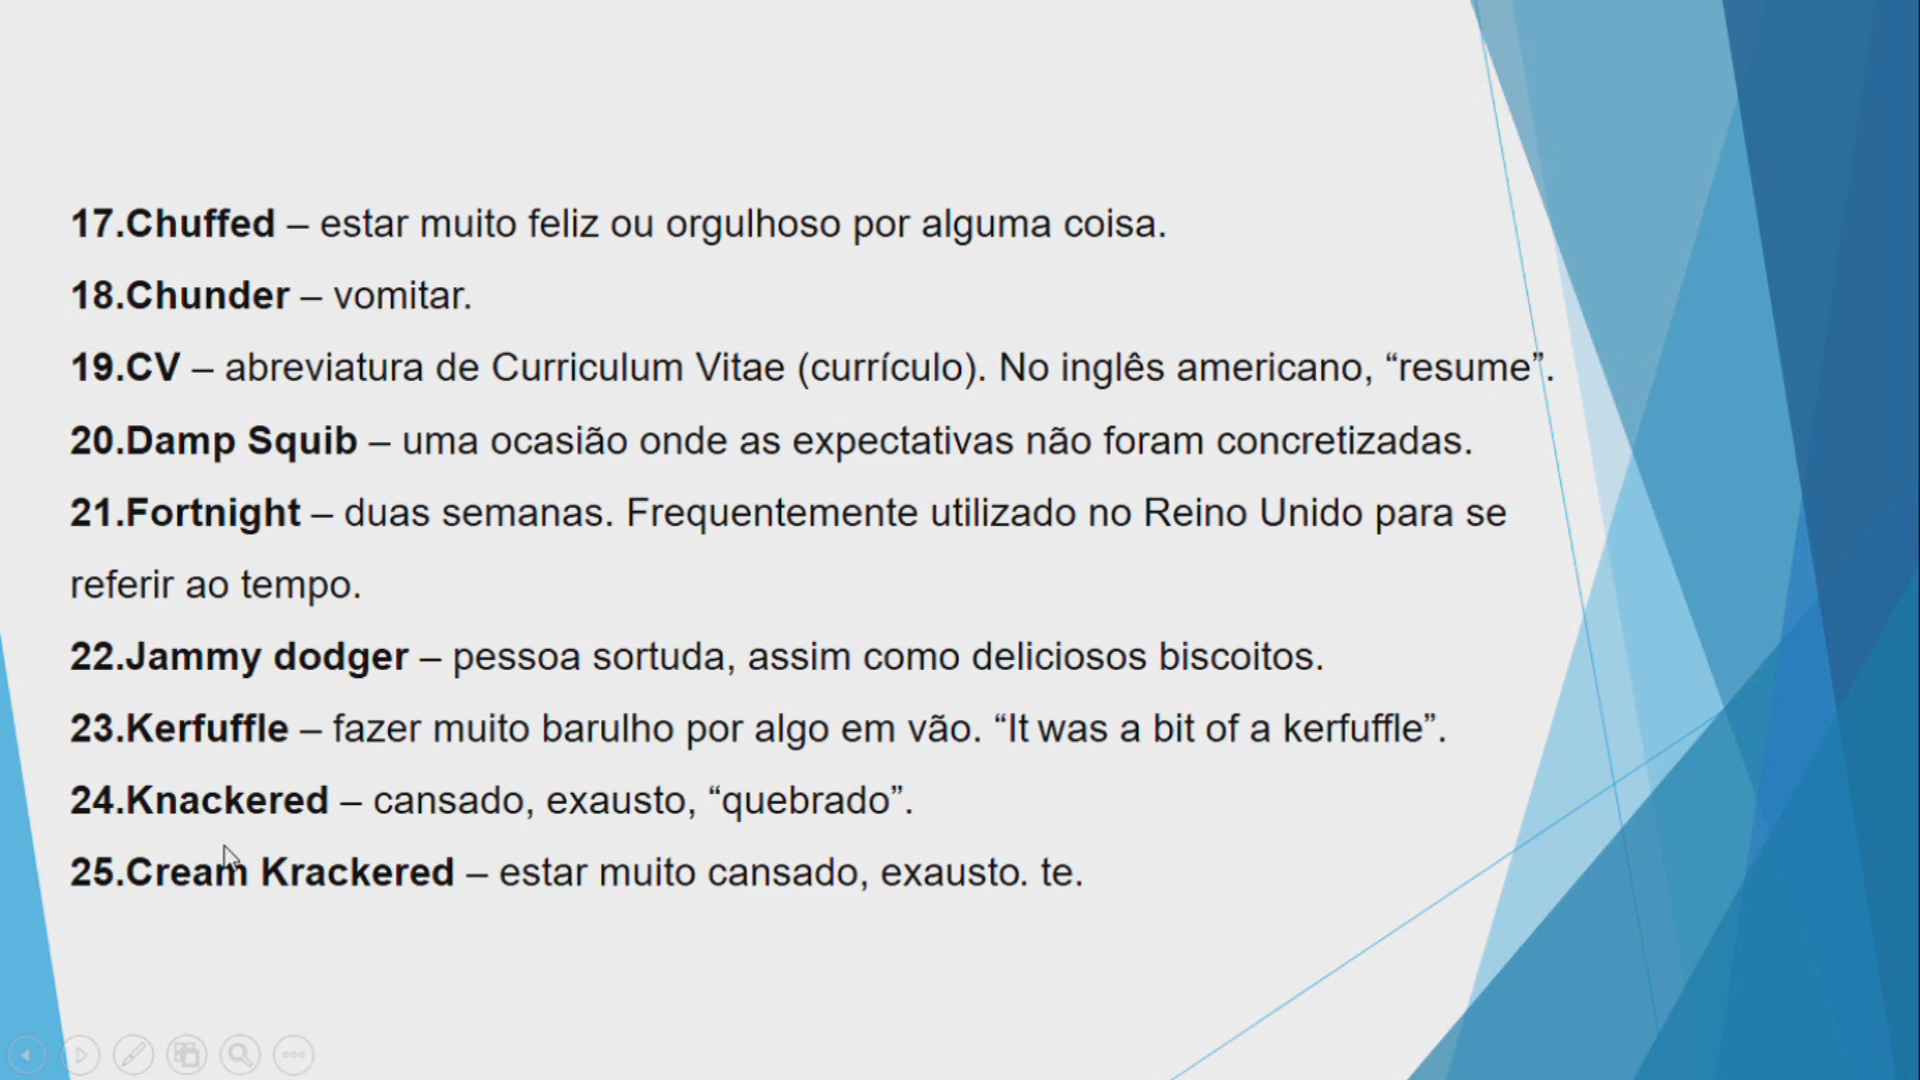 17.Chuffed – estar muito feliz ou orgulhoso por alguma coisa.
18.Chunder – vomitar.
19.CV – abreviatura de Curriculum Vitae (currículo). No inglês americano, “resume”.
20.Damp Squib – uma ocasião onde as expectativas não foram concretizadas.
21.Fortnight – duas semanas. Frequentemente utilizado no Reino Unido para se
referir ao tempo.
22.Jammy dodger – pessoa sortuda, assim como deliciosos biscoitos.
23.Kerfuffle – fazer muito barulho por algo em vão. “It was a bit of a kerfuffle”.
24.Knackered – cansado, exausto, “quebrado”.
25.Cream Krackered – estar muito cansado, exausto. te.